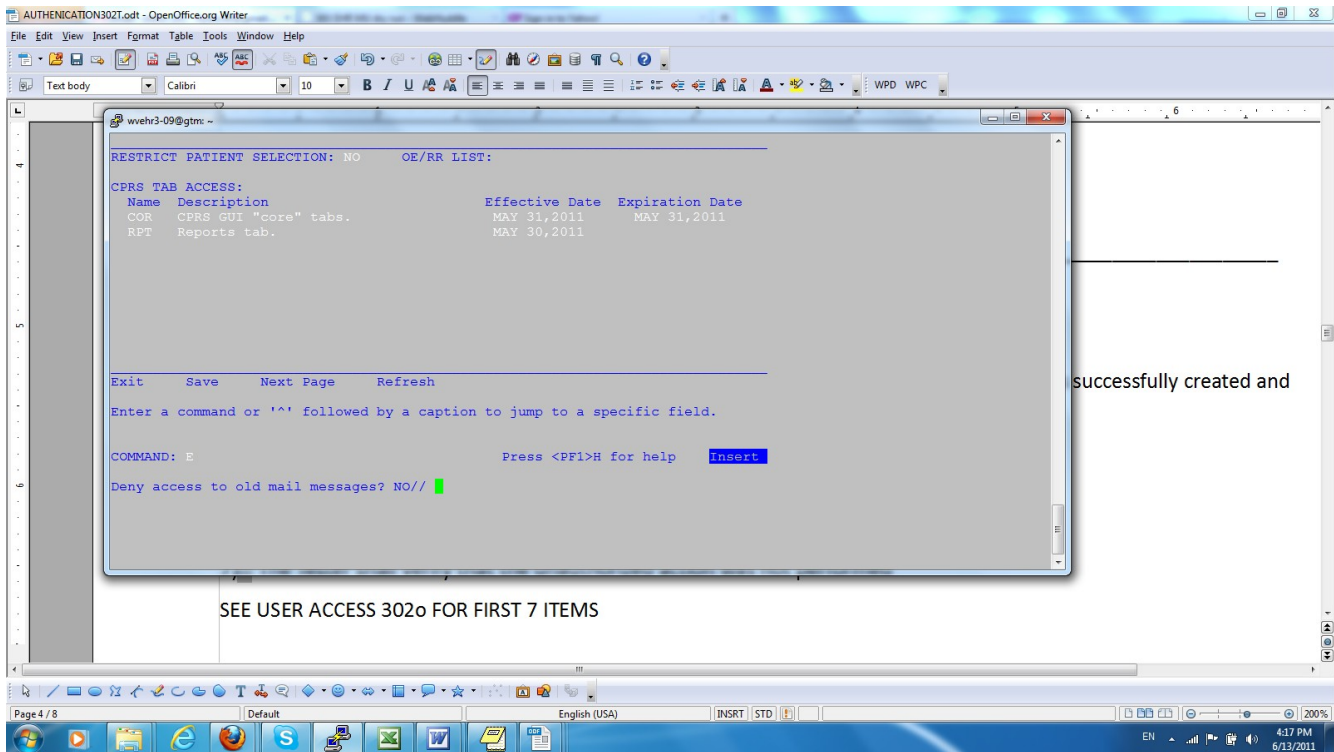 AUTHENICATION302T.odt - OpenOffice.org Writer
File Edit View Insert Format Table Tools Window Help
Text body Calibri 10 B I U WPD WPC
wvehr3-09@gtm: ~
6
RESTRICT PATIENT SELECTION: NO OE/RR LIST:
CPRS TAB ACCESS:
Name Description Effective Date Expiration Date
COR CPRS GUI "core" tabs. MAY 31,2011 MAY 31,2011
RPT Reports tab. MAY 30,2011
Exit Save Next Page Refresh
successfully created and
Enter a command or '^' followed by a caption to jump to a specific field.
COMMAND: E Press <PF1>H for help Insert
Deny access to old mail messages? NO//
SEE USER ACCESS 302o FOR FIRST 7 ITEMS
Page 4 / 8 Default English (USA) INSRT STD 200%
EN 4:17 PM
6/13/2011